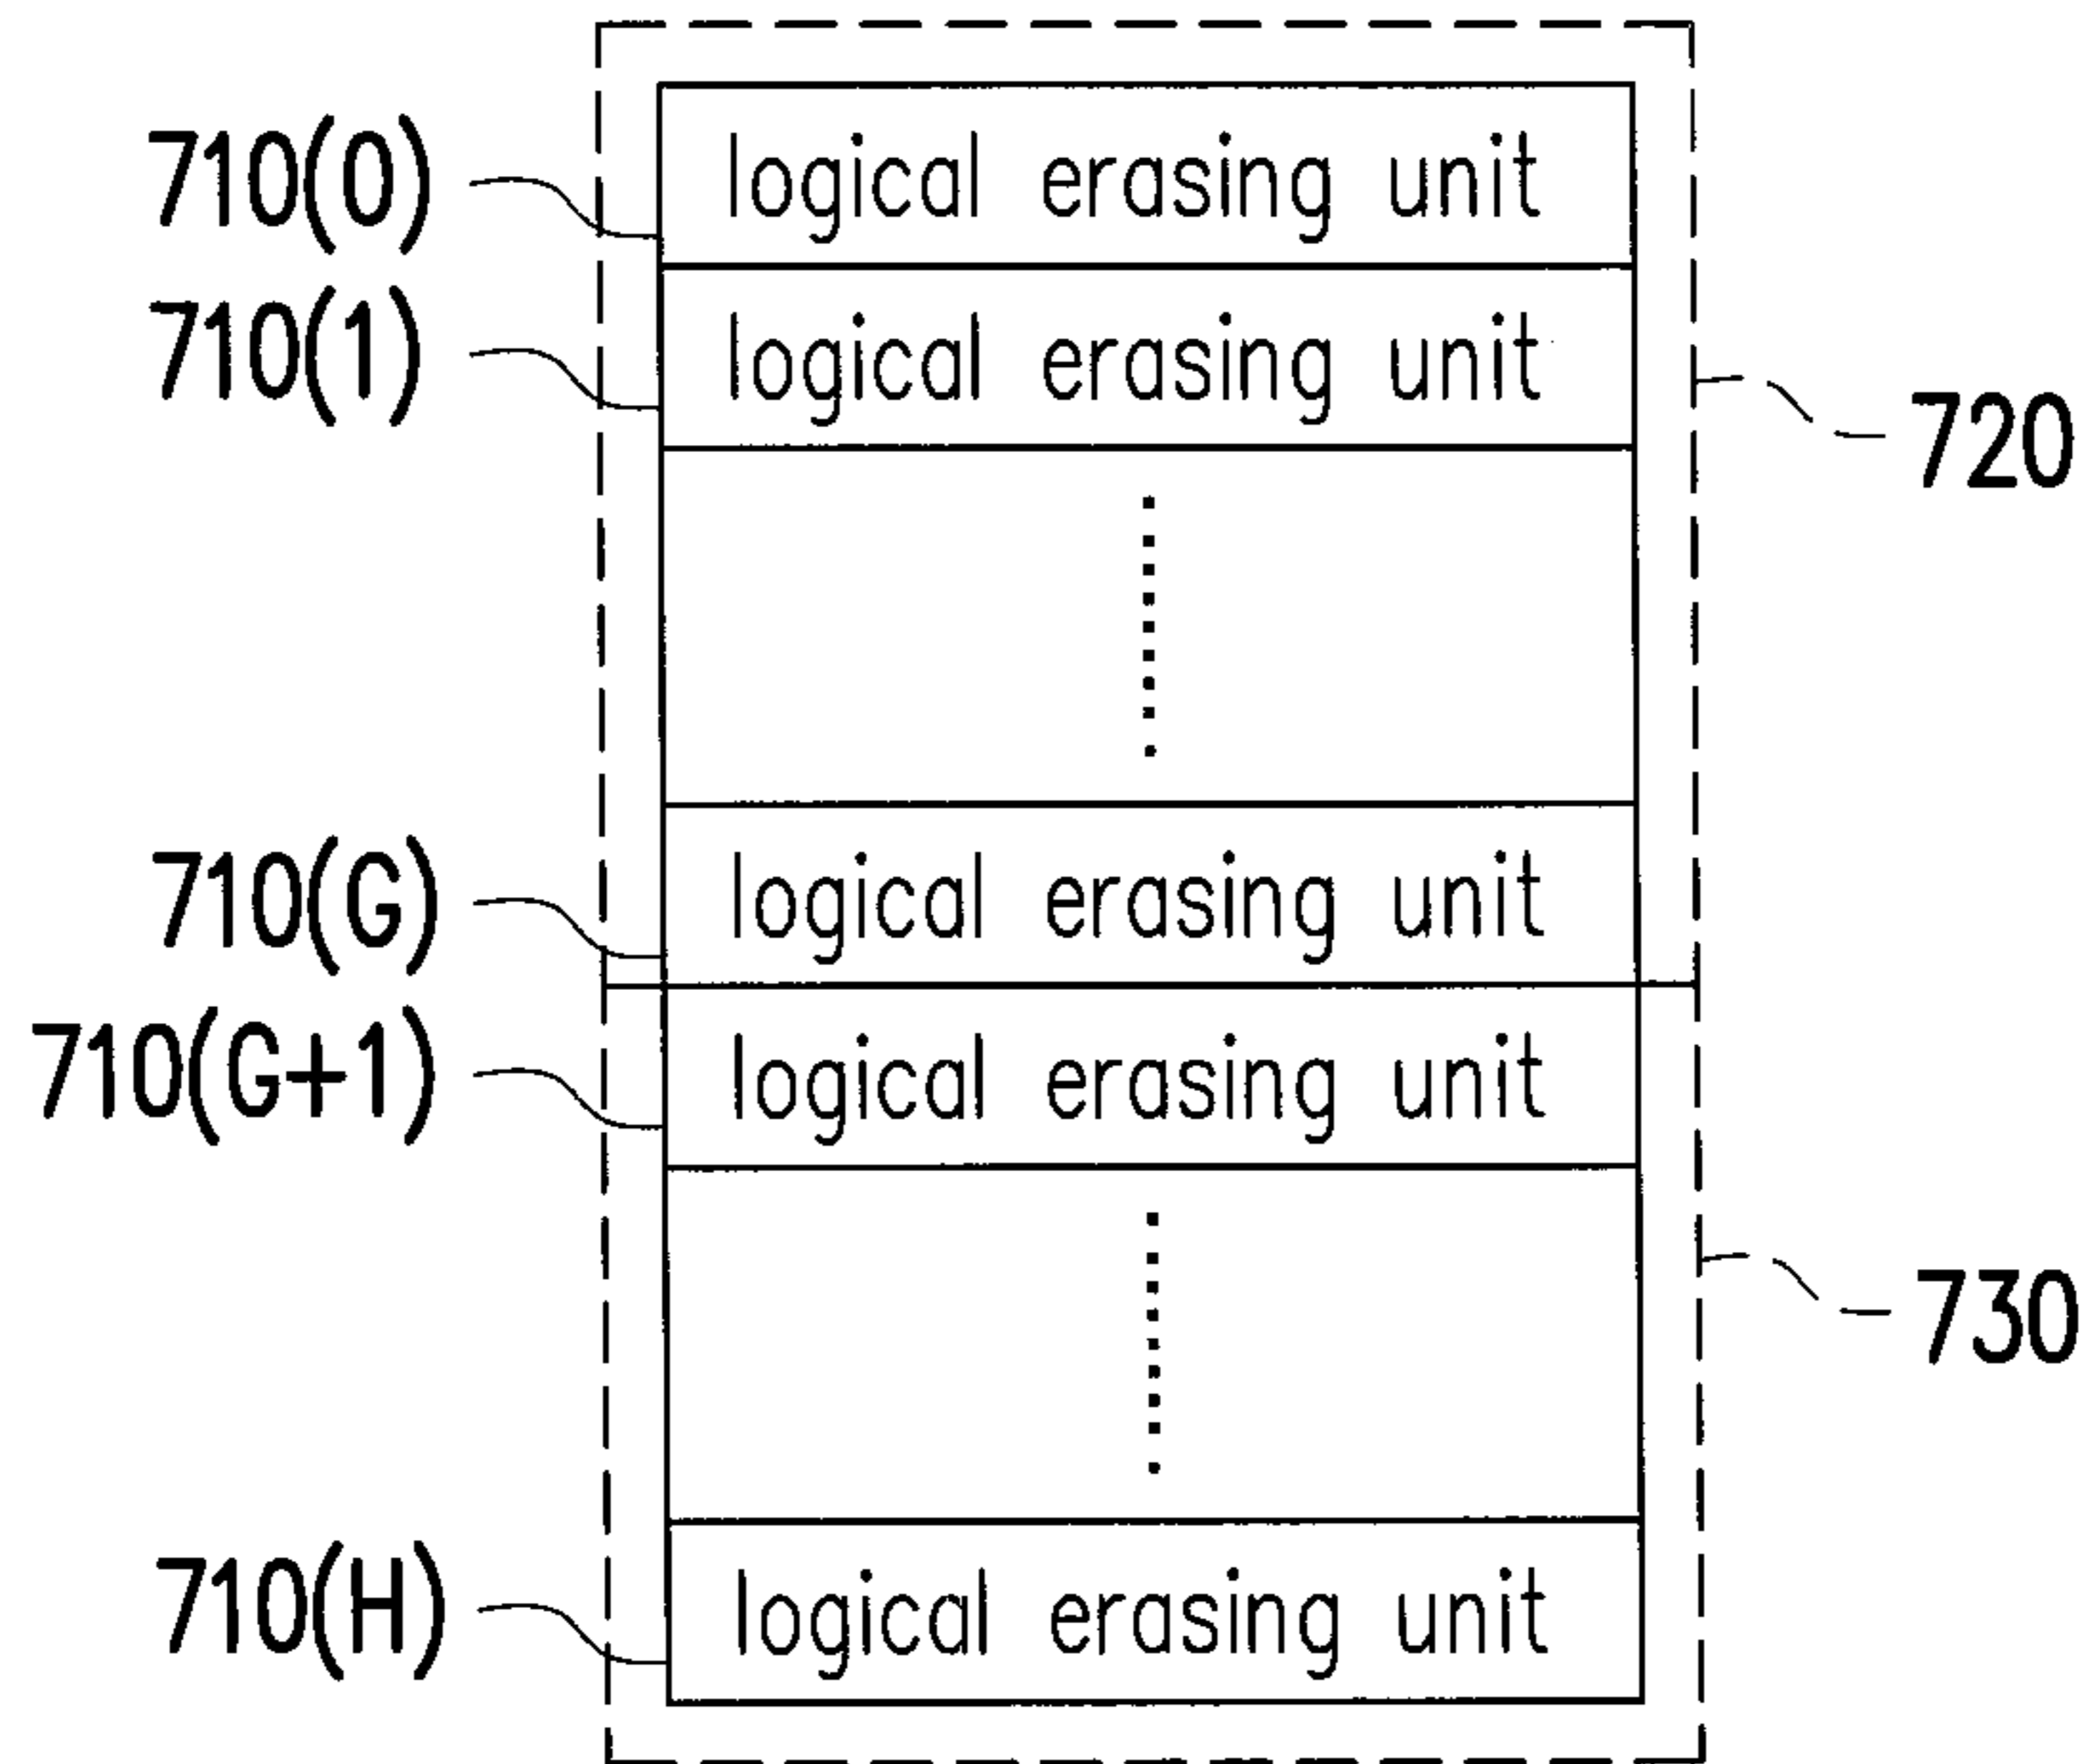 710(0) logical erasing unit
710(1) logical erasing unit
720
710(G) logical erasing unit
710(G+1) logical erasing unit
730
710(H) logical erasing unit